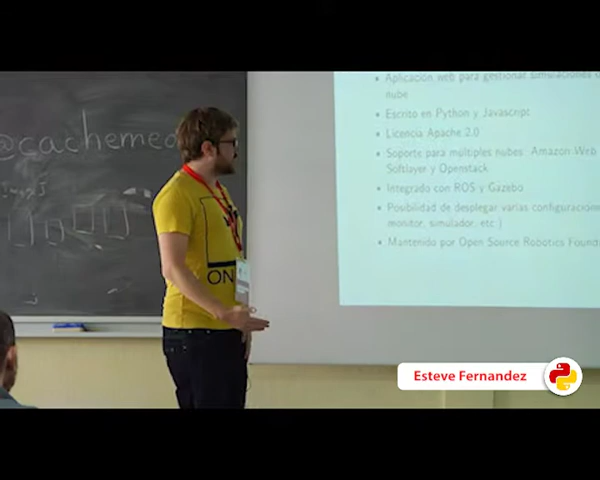 @cachemeo
Aplicación web para gestionar simulaciones
nube
Escrito en Python y Javascript
Licencia Apache 2.0
Soporte para múltiples nubes: Amazon Web
Softlayer y Openstack
Integrado con ROS y Gazebo
Posibilidad de desplegar varias
monitor, simulador, etc.)
Mantenido por Open Source Robotics
ON
Esteve Fernandez